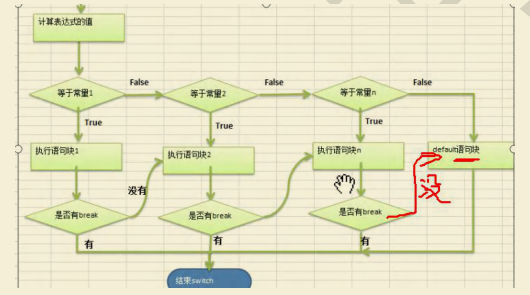 计算表达式的值
等于常量1
False
等于常量2
False
等于常量n
False
True
True
True
执行语句块1
执行语句块2
执行语句块n
default语句块
没有
没
是否有break
是否有break
是否有break
有
有
有
结束switch